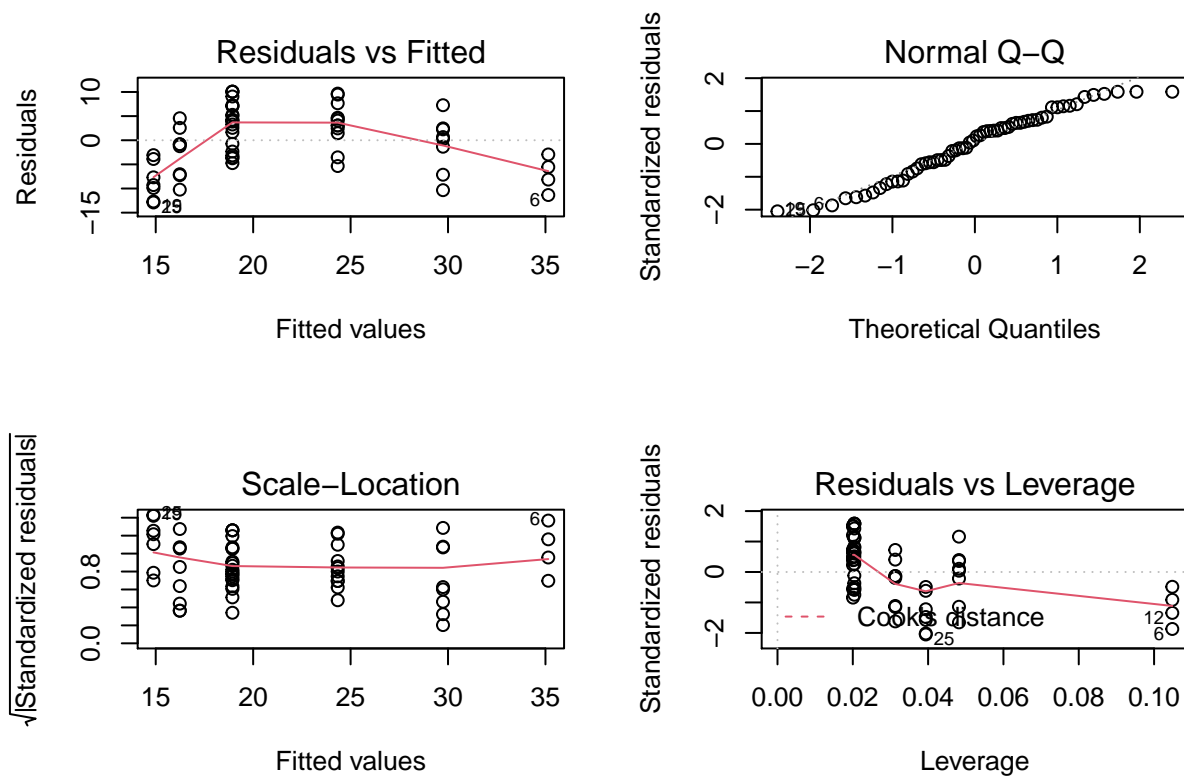 Residuals vs Fitted
Residuals
10
0
−15
6
15
20
25
30
35
Fitted values
Normal Q−Q
Standardized residuals
2
0
−2
6
−2
−1
0
1
2
Theoretical Quantiles
Scale−Location
√|Standardized residuals|
0.8
0.0
6
15
20
25
30
35
Fitted values
Residuals vs Leverage
Standardized residuals
2
0
−2
Cook's distance
12
6
25
0.00
0.02
0.04
0.06
0.08
0.10
Leverage